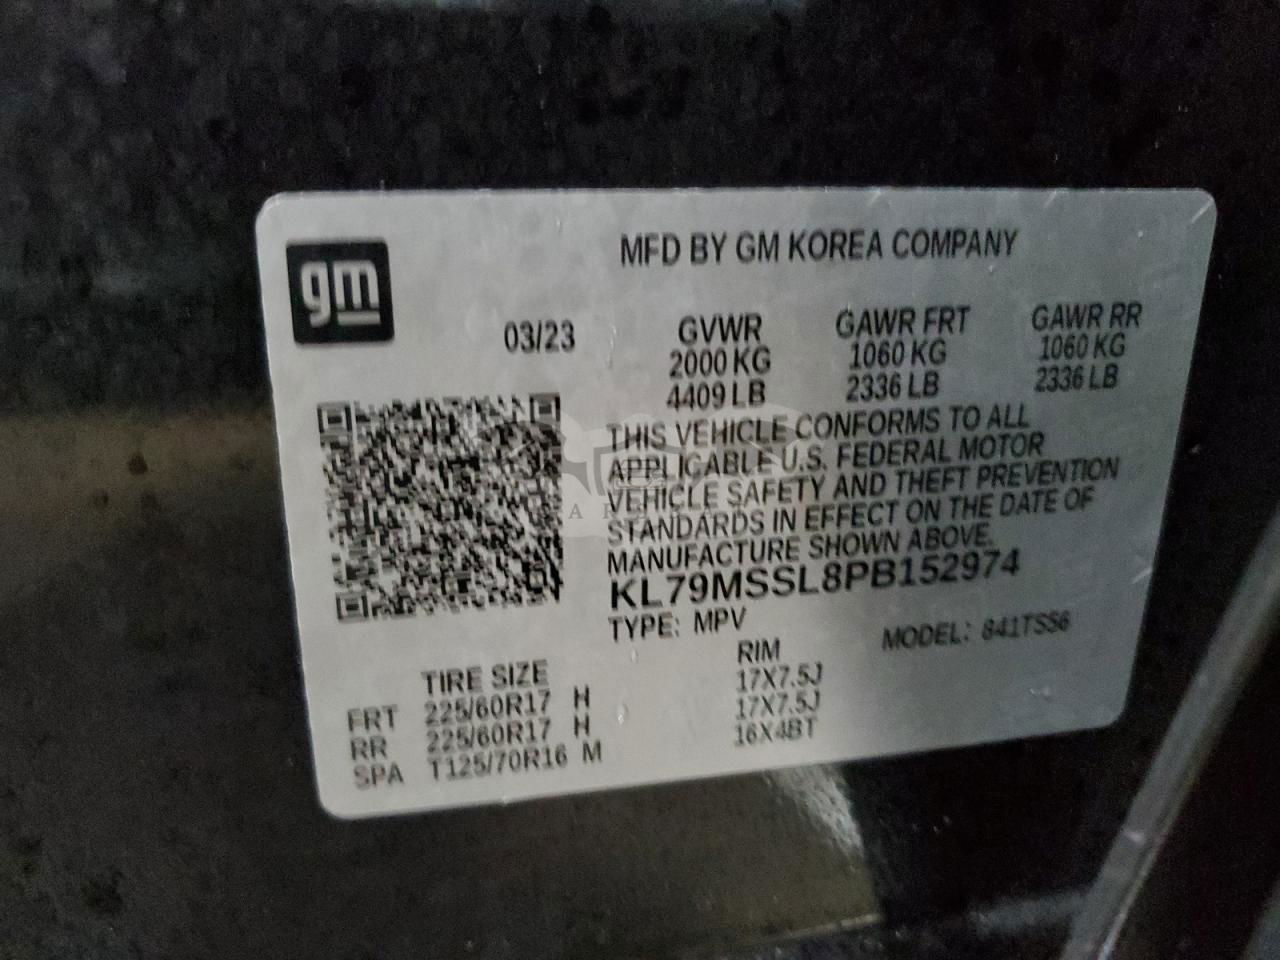 gm
MFD BY GM KOREA COMPANY
03/23
GVWR GAWR FRT GAWR RR
2000 KG 1060 KG 1060 KG
4409 LB 2336 LB 2336 LB
THIS VEHICLE CONFORMS TO ALL
APPLICABLE U.S. FEDERAL MOTOR
VEHICLE SAFETY AND THEFT PREVENTION
STANDARDS IN EFFECT ON THE DATE OF
MANUFACTURE SHOWN ABOVE.
KL79MSSL8PB152974
TYPE: MPV MODEL: 841TSS6
TIRE SIZE RIM
FRT 225/60R17 H 17X7.5J
RR 225/60R17 H 17X7.5J
SPA T125/70R16 M 16X4BT